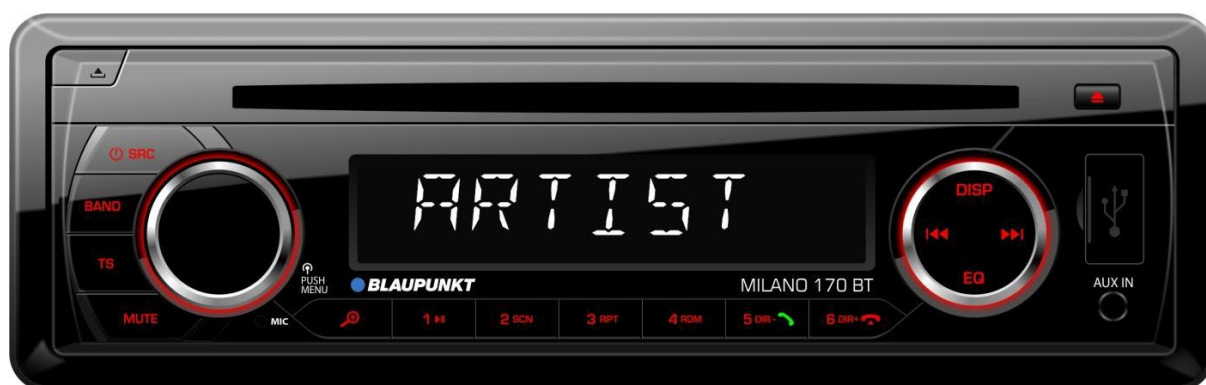 SRC
BAND
TS
MUTE
ARTIST
PUSH
MENU
MIC
BLAUPUNKT
MILANO 170 BT
1
2 SCN
3 RPT
4 RDM
5 DIR-
6 DIR+
DISP
EQ
AUX IN